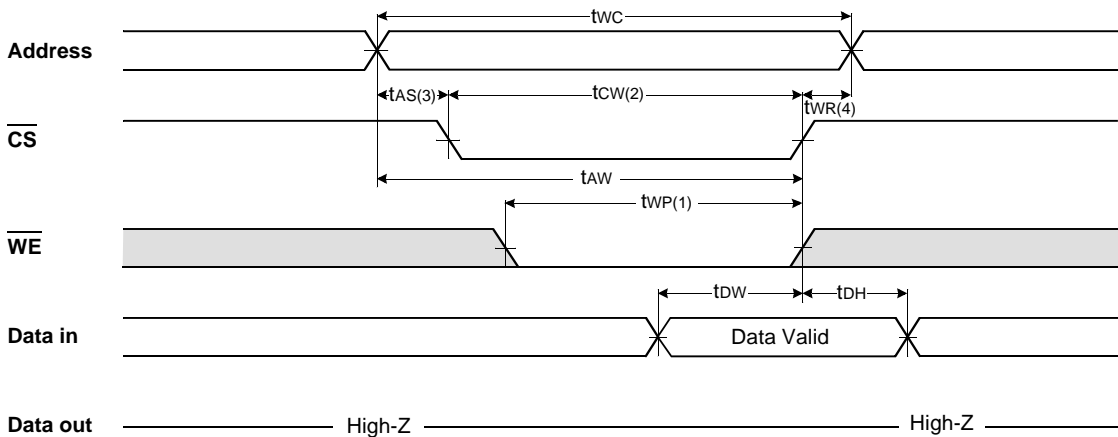 tWC
Address
tAS(3) tCW(2) tWR(4)
CS
tAW
tWP(1)
WE
tDW tDH
Data in Data Valid
Data out High-Z High-Z